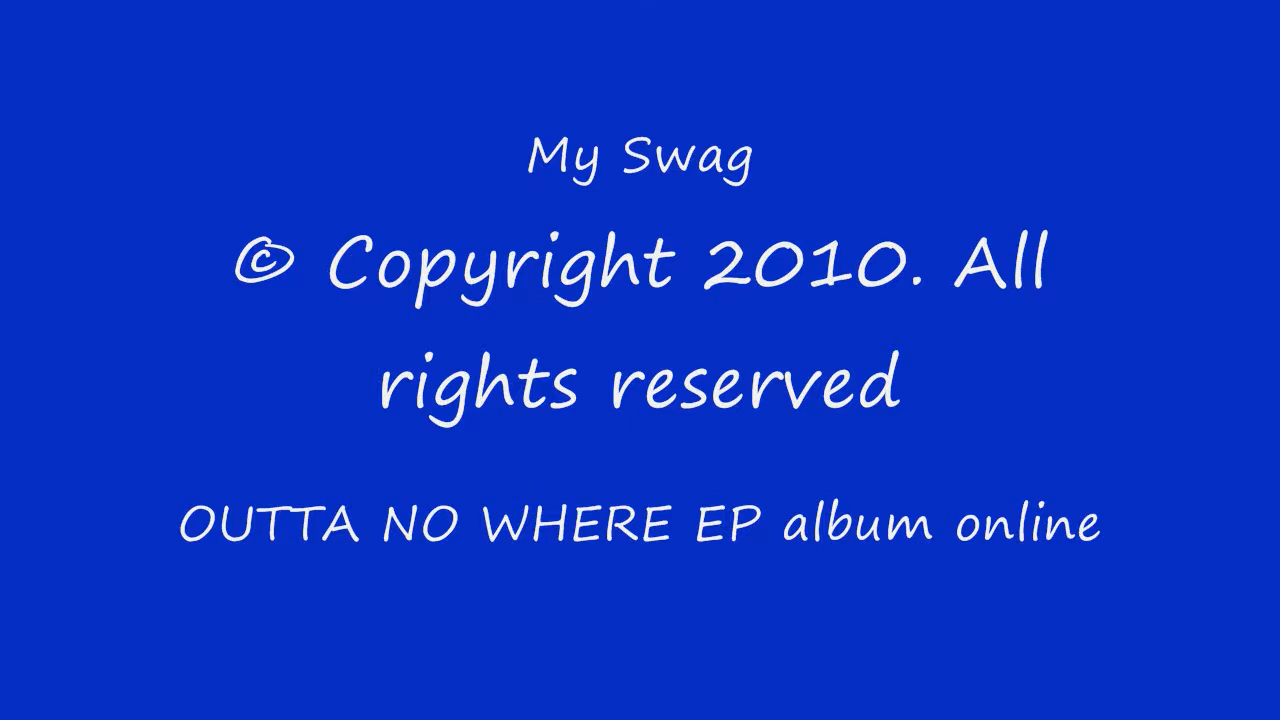 My Swag
© Copyright 2010. All
rights reserved
OUTTA NO WHERE EP album online